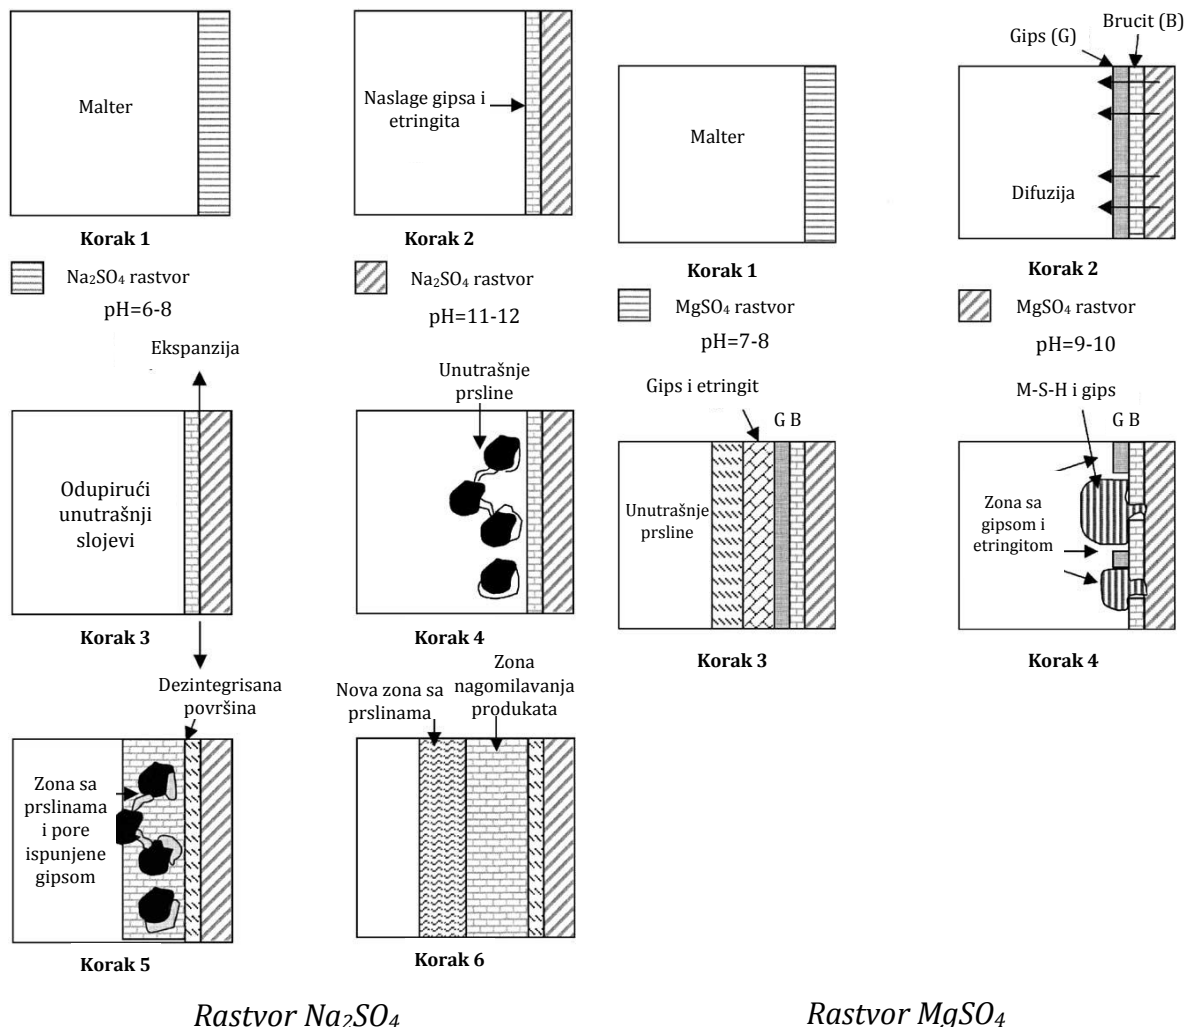 Malter
Korak 1
Na₂SO₄ rastvor
pH=6-8
Naslage gipsa i
etringita
Korak 2
Na₂SO₄ rastvor
pH=11-12
Ekspanzija
Odupirući
unutrašnji
slojevi
Korak 3
Unutrašnje
prsline
Korak 4
Dezintegrisana
površina
Zona sa
prslinama
i pore
ispunjene
gipsom
Korak 5
Nova zona sa
prslinama
Zona
nagomilavanja
produkata
Korak 6
Rastvor Na₂SO₄
Malter
Korak 1
MgSO₄ rastvor
pH=7-8
Gips (G)
Brucit (B)
Difuzija
Korak 2
MgSO₄ rastvor
pH=9-10
Gips i etringit
G B
Unutrašnje
prsline
Korak 3
M-S-H i gips
G B
Zona sa
gipsom i
etringitom
Korak 4
Rastvor MgSO₄